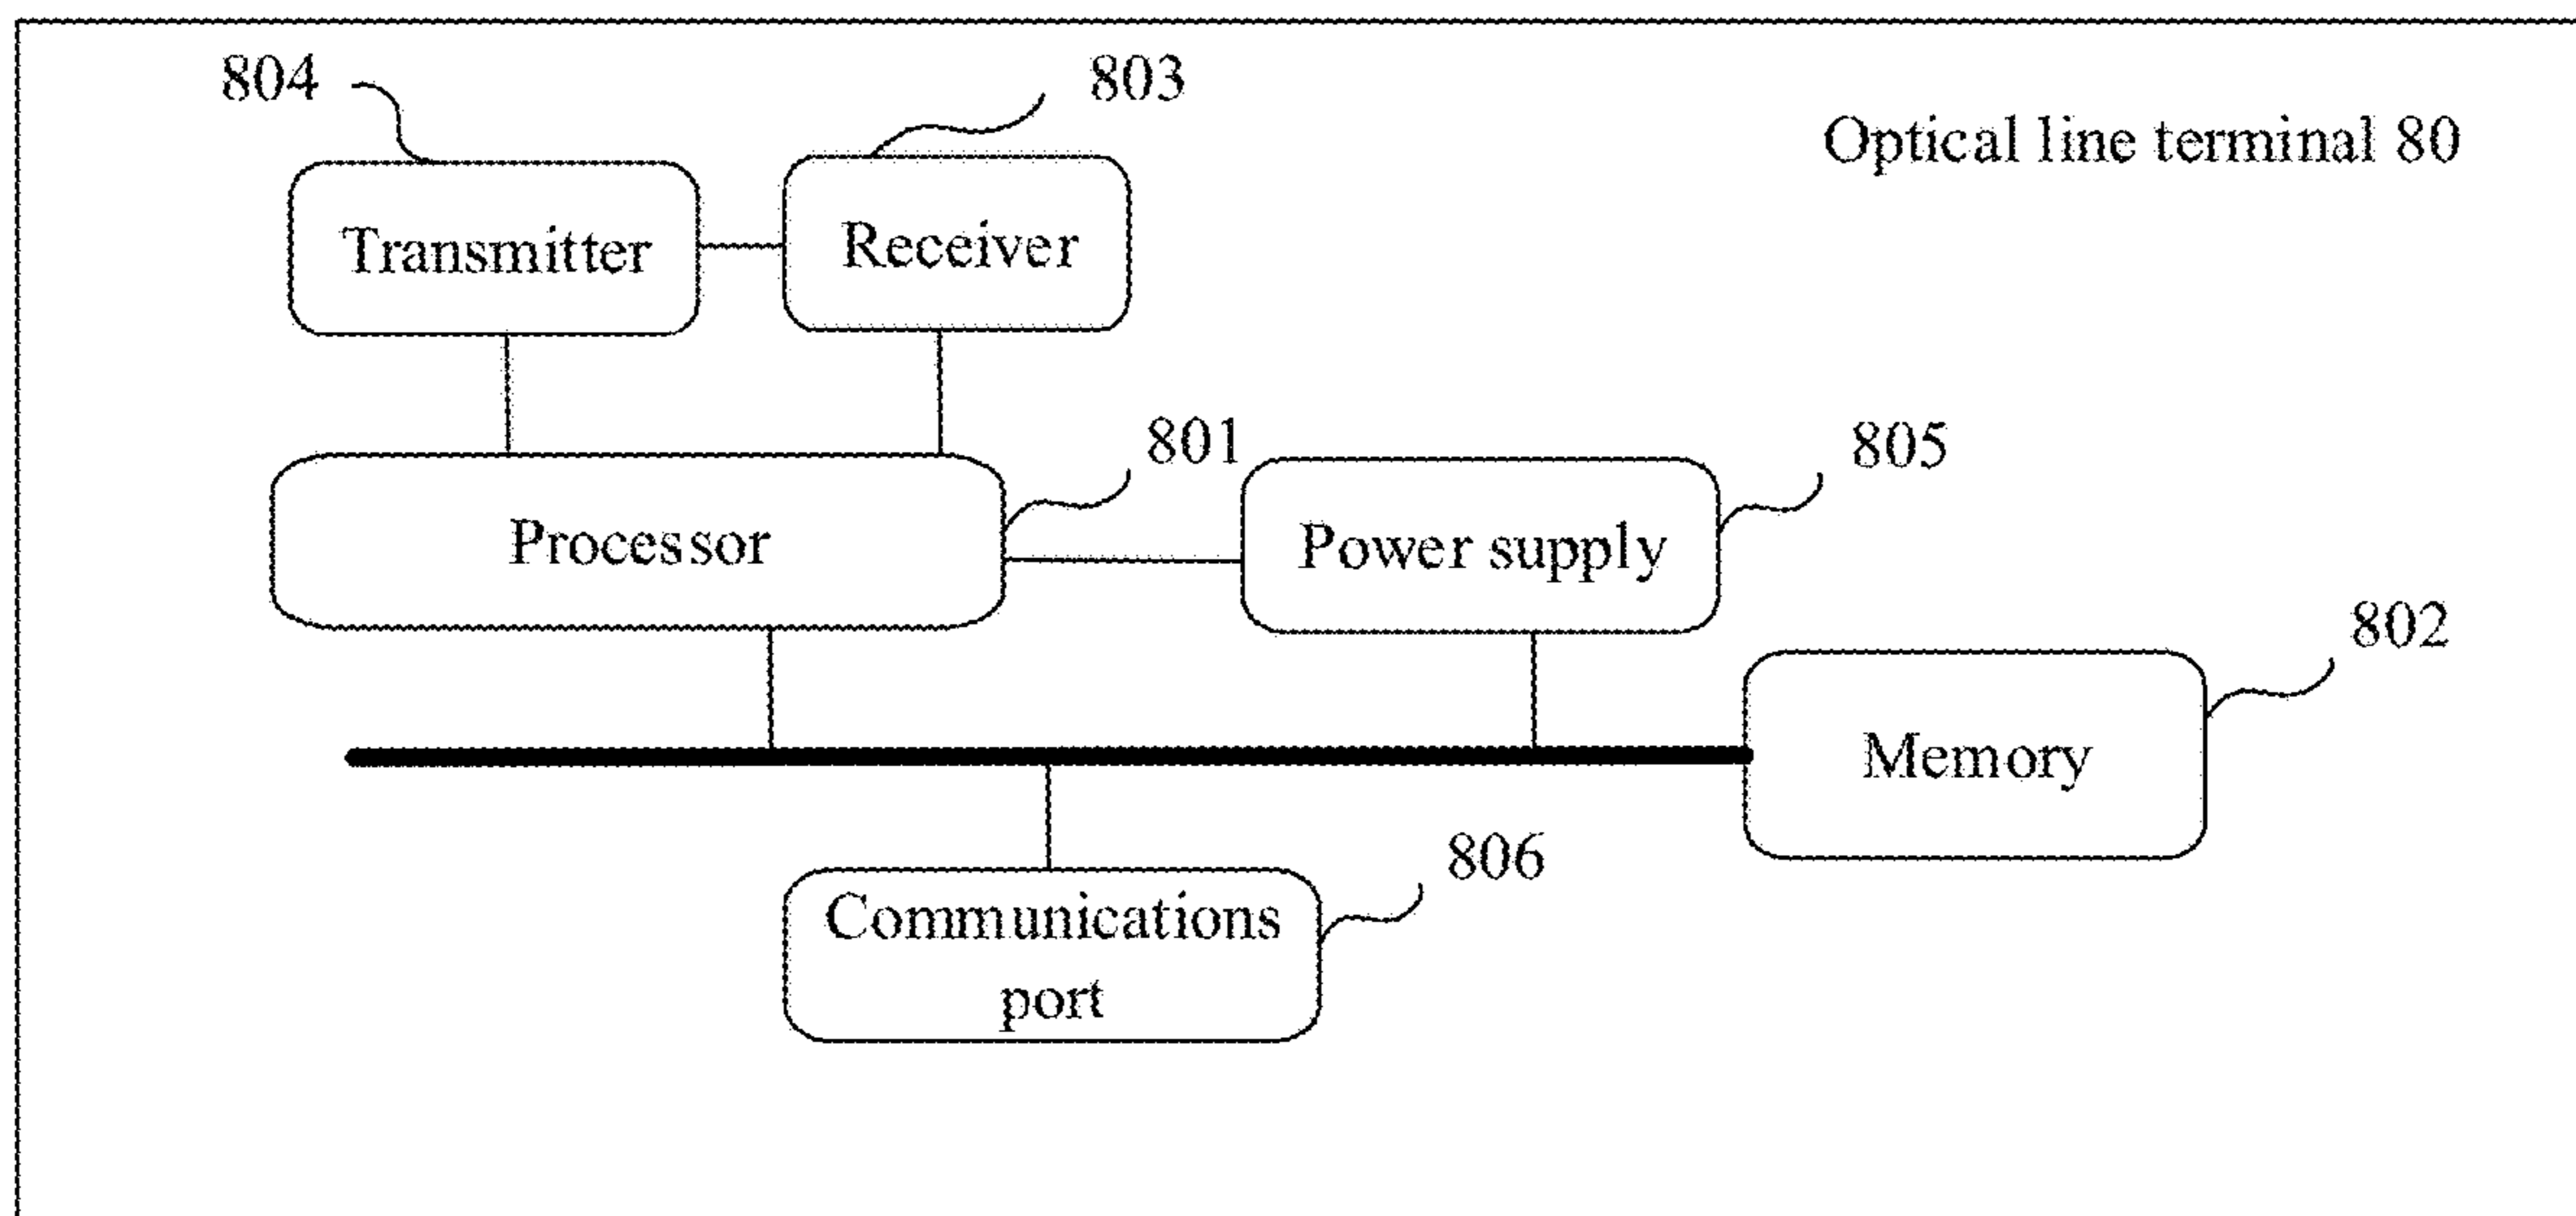 804
803
Optical line terminal 80
Transmitter
Receiver
801
805
Processor
Power supply
802
Memory
806
Communications
port